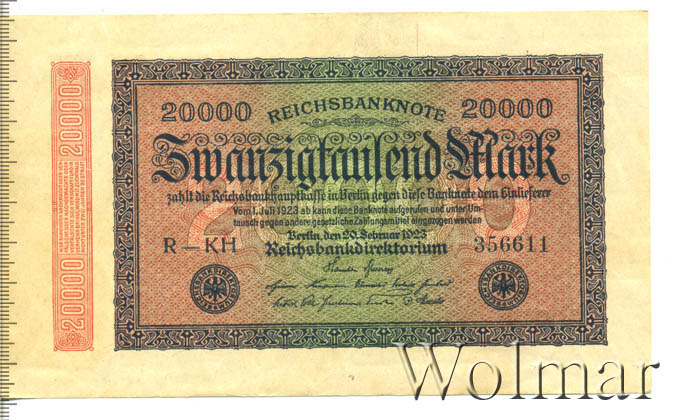 20000
20000 REICHSBANKNOTE 20000
Zwanzigtausend Mark
zahlt die Reichsbankhauptkasse in Berlin gegen diese Banknote dem Einlieferer
Vom 1. Juli 1923 ab kann diese Banknote aufgerufen und unter Um-
tausch gegen andere gesetzliche Zahlungsmittel eingezogen werden
Berlin, den 20. Februar 1923
R–KH Reichsbankdirektorium 356611
20000
20000
Wolmar